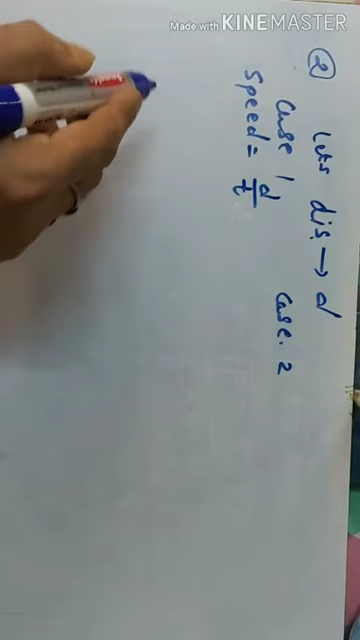 Made with KINEMASTER
② Lets dis. → d
Case 1 Case. 2
Speed = d/t